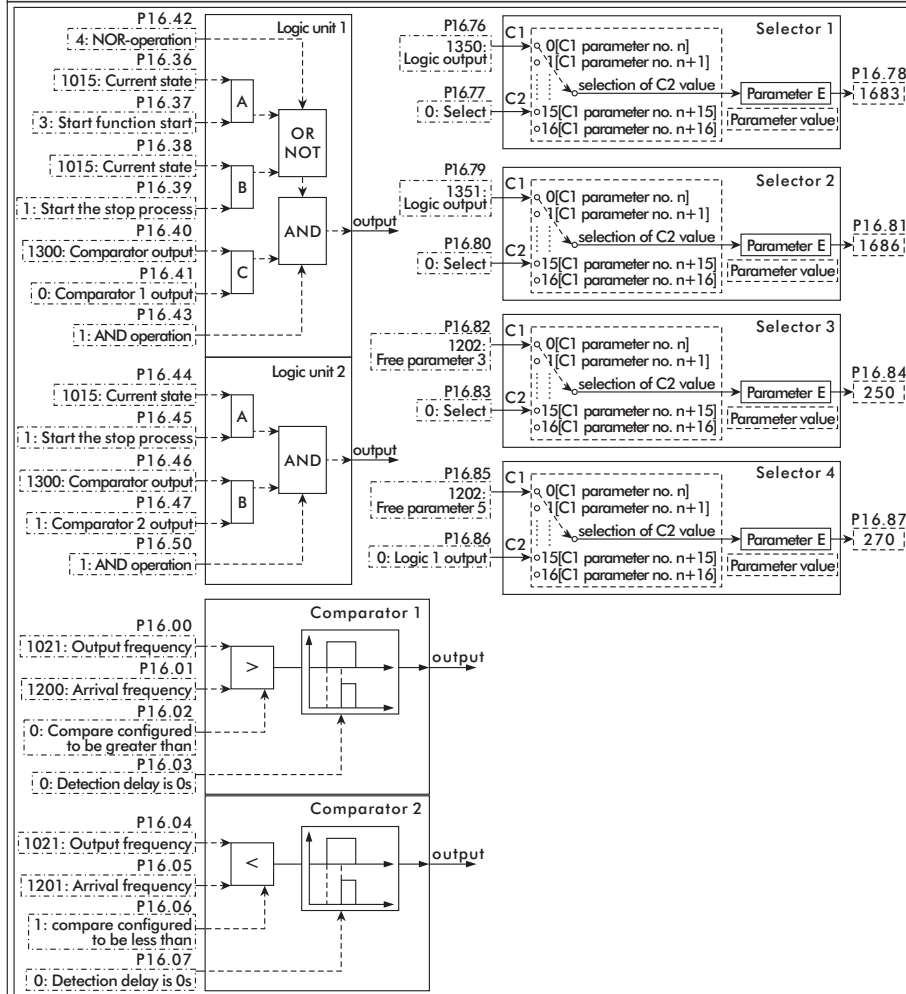 P16.42
Logic unit 1
4: NOR-operation
P16.36
1015: Current state
P16.37
A
3: Start function start
OR
NOT
P16.38
1015: Current state
P16.39
B
1: Start the stop process
P16.40
AND
output
1300: Comparator output
P16.41
C
0: Comparator 1 output
P16.43
1: AND operation
P16.44
Logic unit 2
1015: Current state
P16.45
A
1: Start the stop process
P16.46
AND
output
1300: Comparator output
P16.47
B
1: Comparator 2 output
P16.50
1: AND operation
P16.76
C1
Selector 1
1350:
Logic output
0[C1 parameter no. n]
1[C1 parameter no. n+1]
P16.77
C2
selection of C2 value
Parameter E
P16.78
1683
0: Select
15[C1 parameter no. n+15]
16[C1 parameter no. n+16]
Parameter value
P16.79
C1
Selector 2
1351:
Logic output
0[C1 parameter no. n]
1[C1 parameter no. n+1]
P16.80
C2
selection of C2 value
Parameter E
P16.81
1686
0: Select
15[C1 parameter no. n+15]
16[C1 parameter no. n+16]
Parameter value
P16.82
C1
Selector 3
1202:
Free parameter 3
0[C1 parameter no. n]
1[C1 parameter no. n+1]
P16.83
C2
selection of C2 value
Parameter E
P16.84
250
0: Select
15[C1 parameter no. n+15]
16[C1 parameter no. n+16]
Parameter value
P16.85
C1
Selector 4
1202:
Free parameter 5
0[C1 parameter no. n]
1[C1 parameter no. n+1]
P16.86
C2
selection of C2 value
Parameter E
P16.87
270
0: Logic 1 output
15[C1 parameter no. n+15]
16[C1 parameter no. n+16]
Parameter value
Comparator 1
P16.00
1021: Output frequency
P16.01
>
output
1200: Arrival frequency
P16.02
0: Compare configured
to be greater than
P16.03
0: Detection delay is 0s
Comparator 2
P16.04
1021: Output frequency
P16.05
<
output
1201: Arrival frequency
P16.06
1: compare configured
to be less than
P16.07
0: Detection delay is 0s